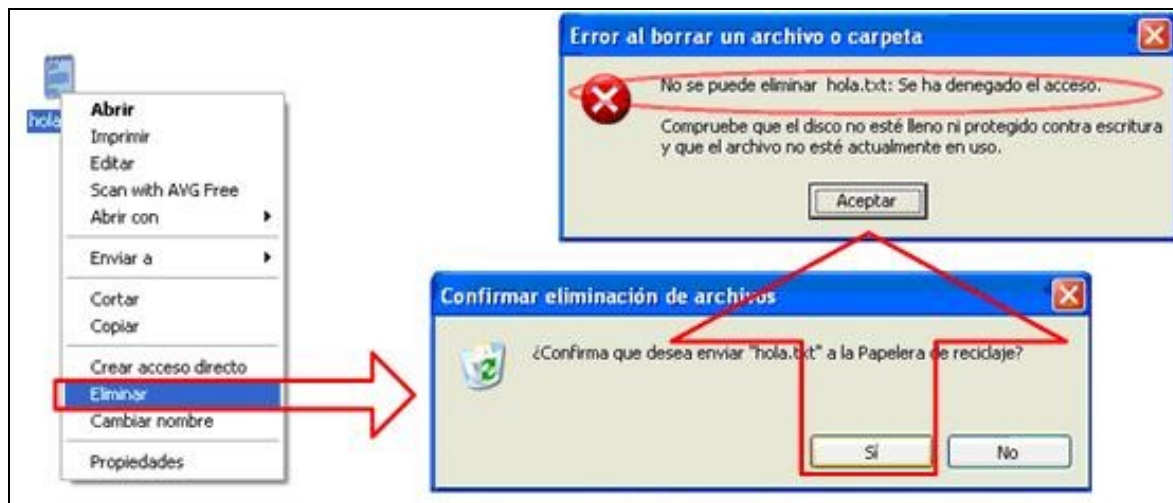 hola
Abrir
Imprimir
Editar
Scan with AVG Free
Abrir con
Enviar a
Cortar
Copiar
Crear acceso directo
Eliminar
Cambiar nombre
Propiedades
Error al borrar un archivo o carpeta
No se puede eliminar hola.txt: Se ha denegado el acceso.
Compruebe que el disco no esté lleno ni protegido contra escritura
y que el archivo no esté actualmente en uso.
Aceptar
Confirmar eliminación de archivos
¿Confirma que desea enviar "hola.txt" a la Papelera de reciclaje?
Sí
No